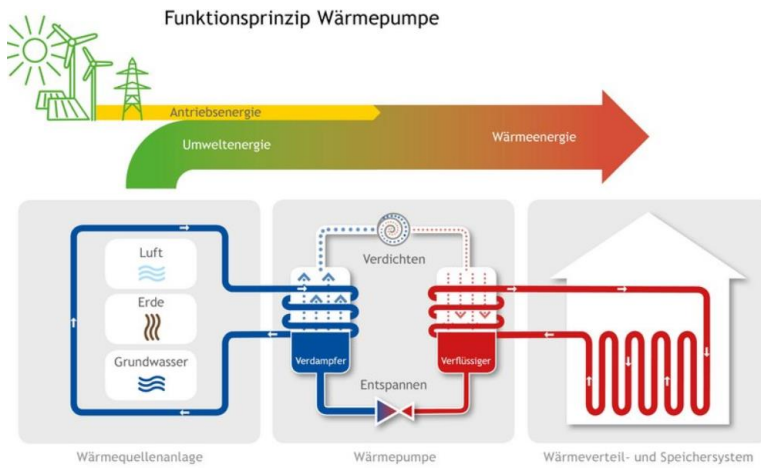 Funktionsprinzip Wärmepumpe
Antriebsenergie
Umweltenergie
Wärmeenergie
Luft
Erde
Grundwasser
Verdichten
Verdampfer
Verflüssiger
Entspannen
Wärmequellenanlage
Wärmepumpe
Wärmeverteil- und Speichersystem